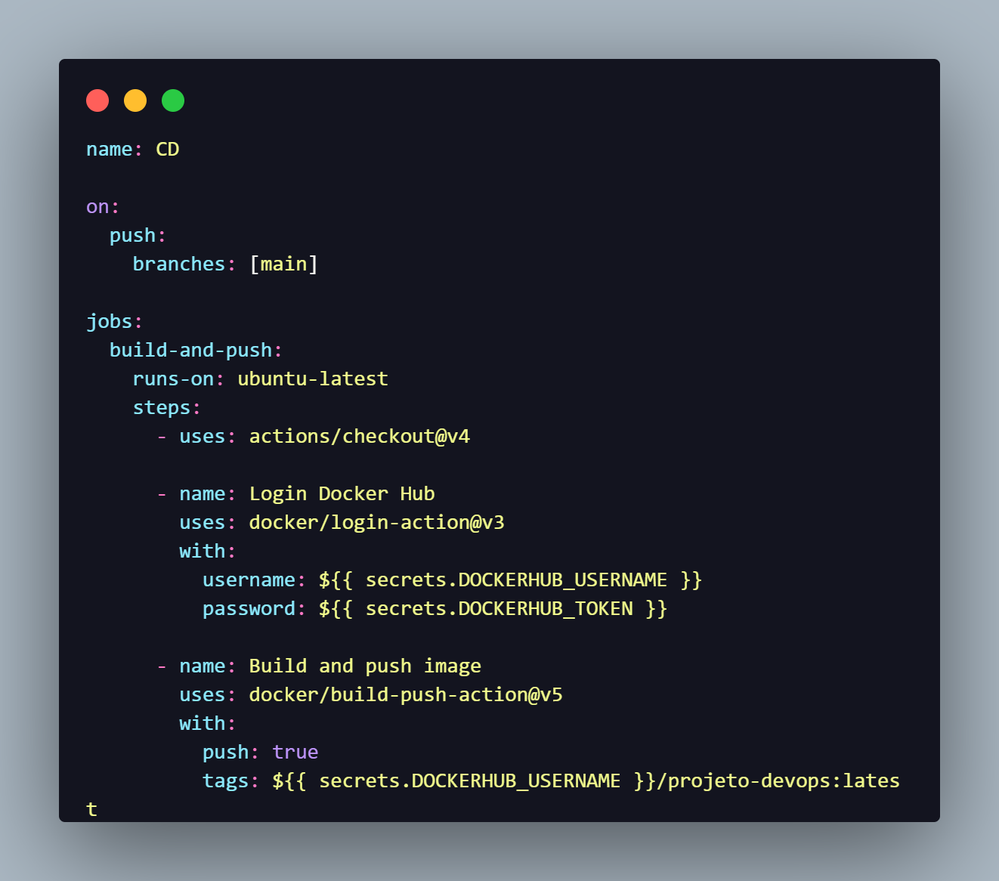 name: CD
on:
  push:
    branches: [main]
jobs:
  build-and-push:
    runs-on: ubuntu-latest
    steps:
      - uses: actions/checkout@v4
      - name: Login Docker Hub
        uses: docker/login-action@v3
        with:
          username: ${{ secrets.DOCKERHUB_USERNAME }}
          password: ${{ secrets.DOCKERHUB_TOKEN }}
      - name: Build and push image
        uses: docker/build-push-action@v5
        with:
          push: true
          tags: ${{ secrets.DOCKERHUB_USERNAME }}/projeto-devops:lates
t